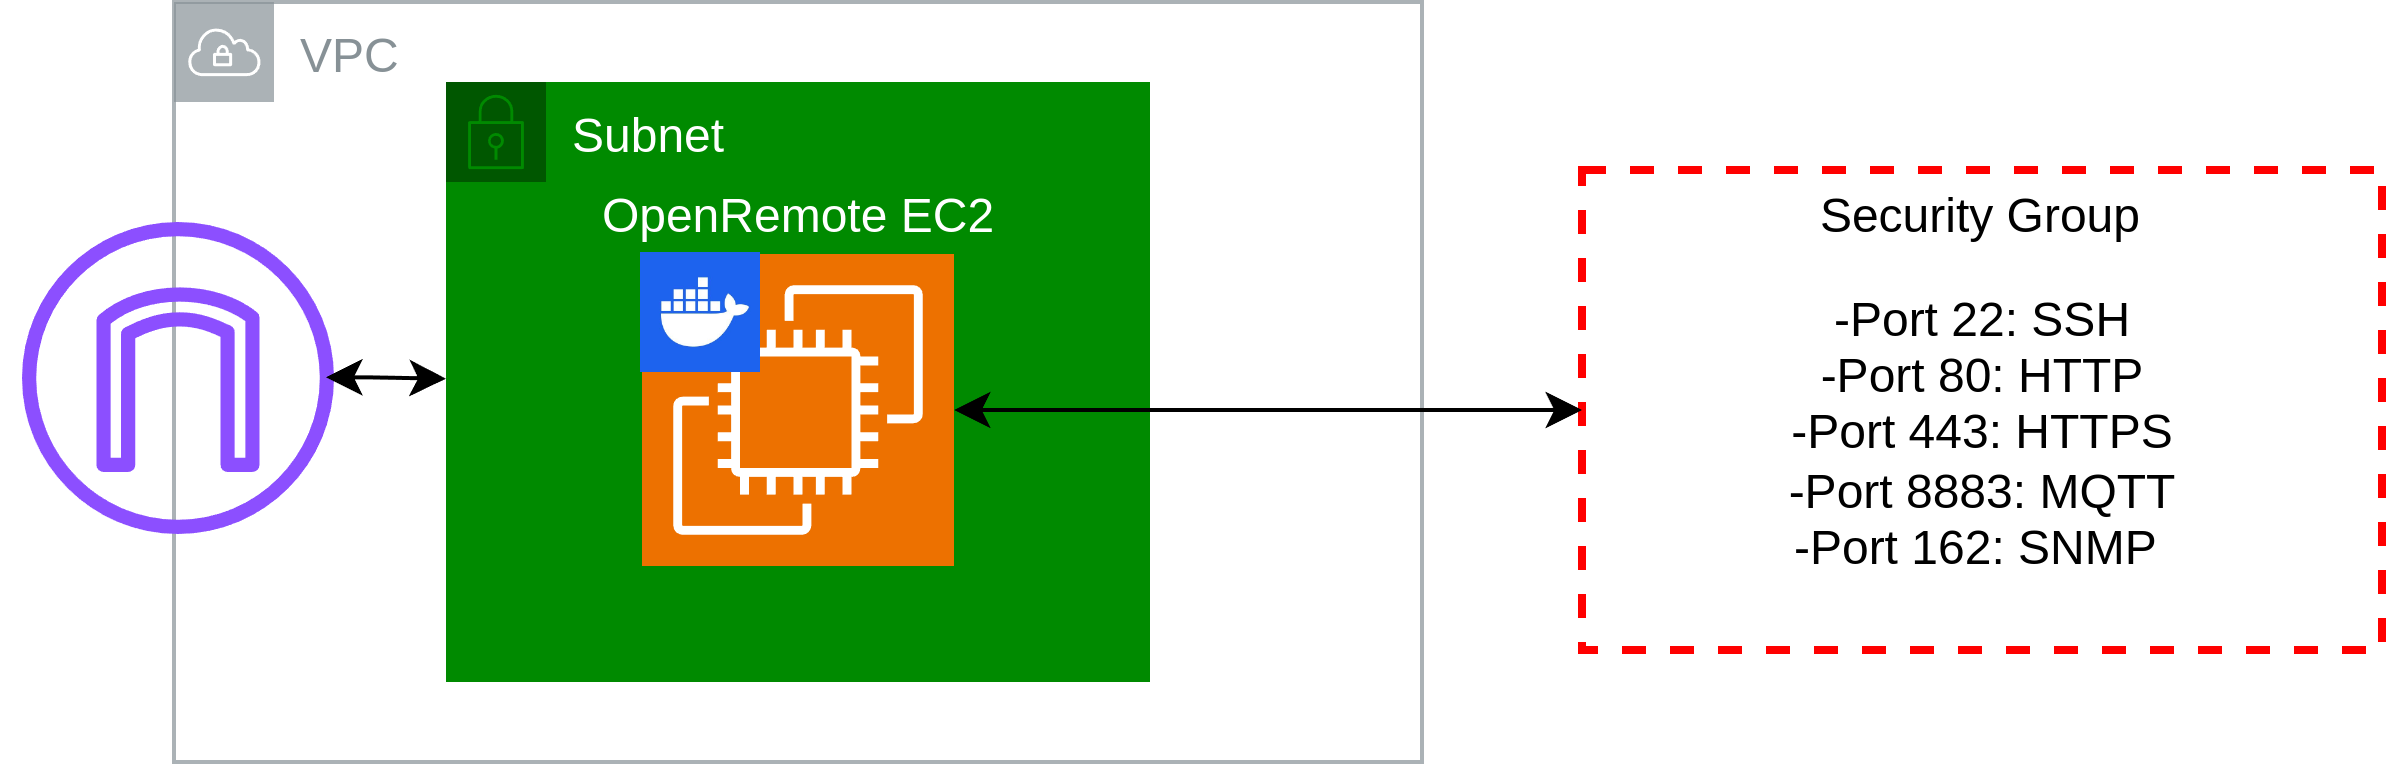 VPC
Subnet
OpenRemote EC2
Security Group
-Port 22: SSH
-Port 80: HTTP
-Port 443: HTTPS
-Port 8883: MQTT
-Port 162: SNMP